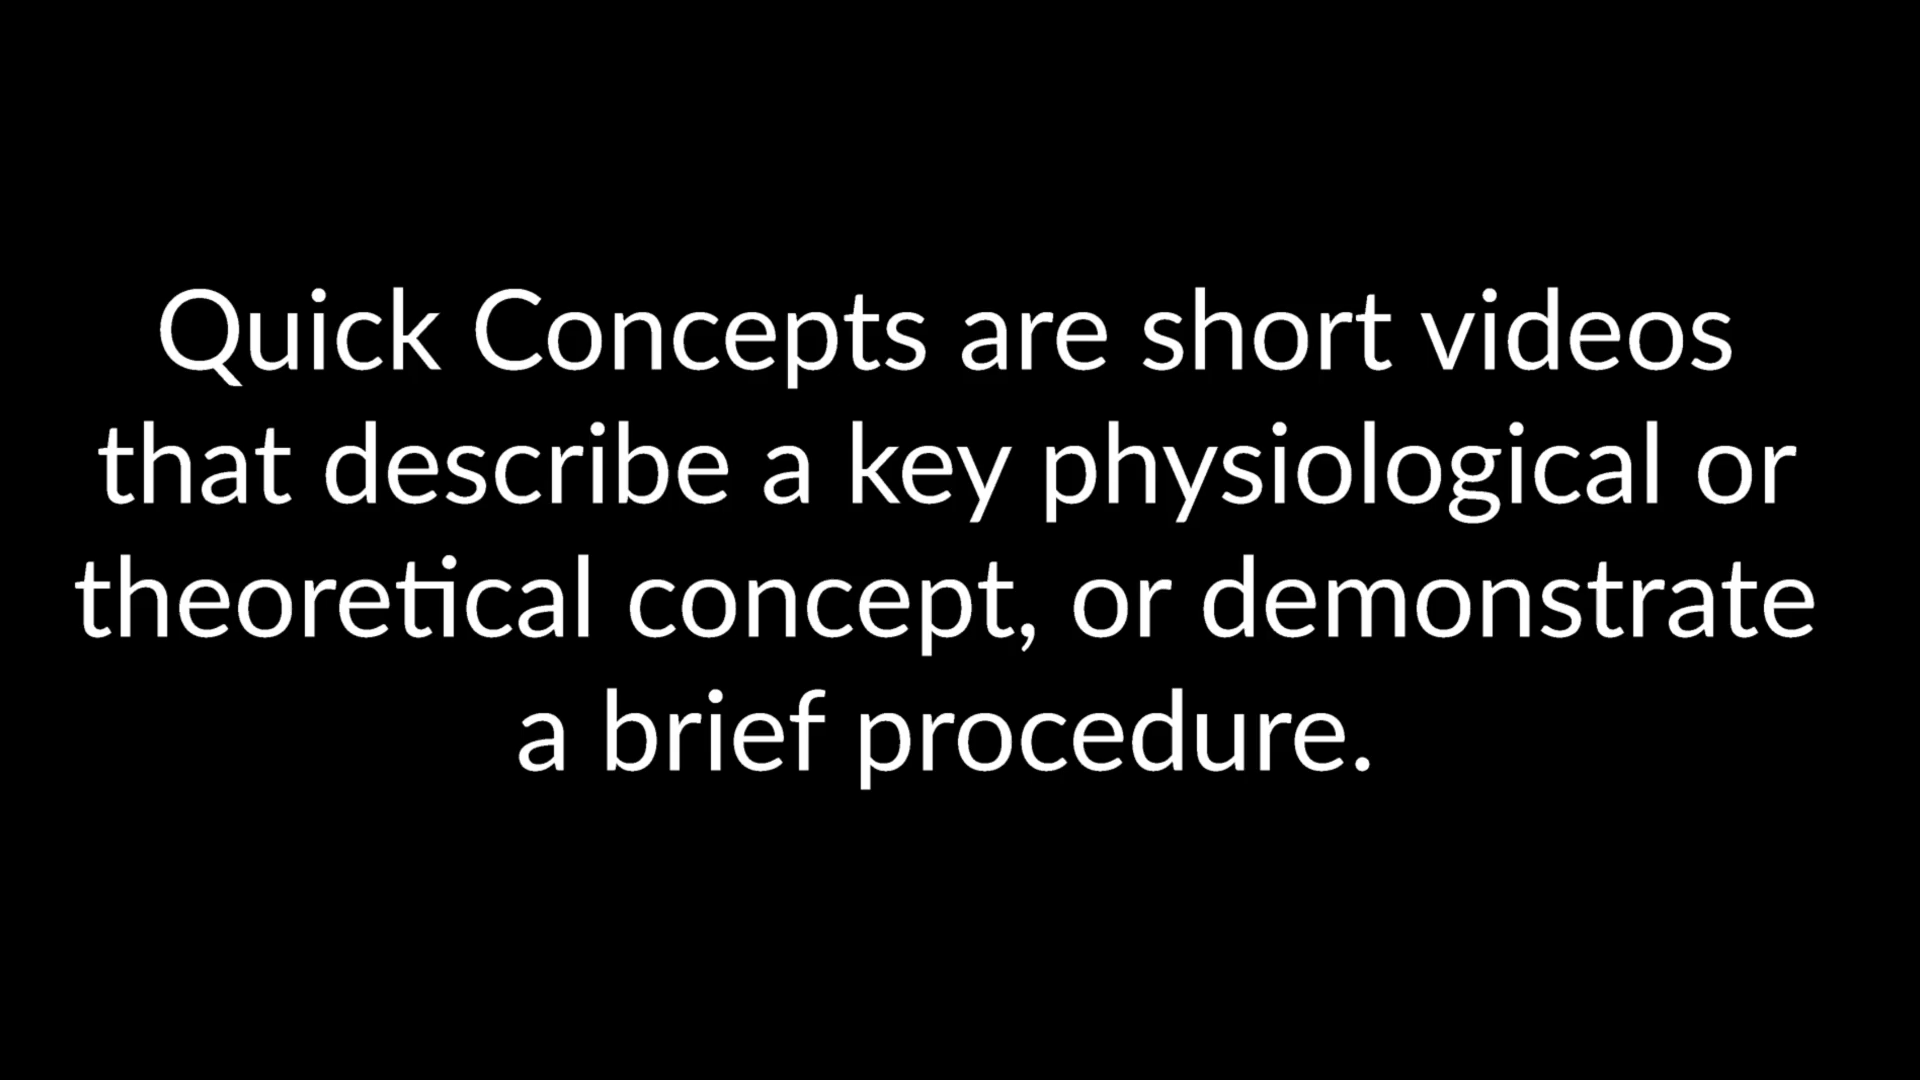 Quick Concepts are short videos
that describe a key physiological or
theoretical concept, or demonstrate
a brief procedure.